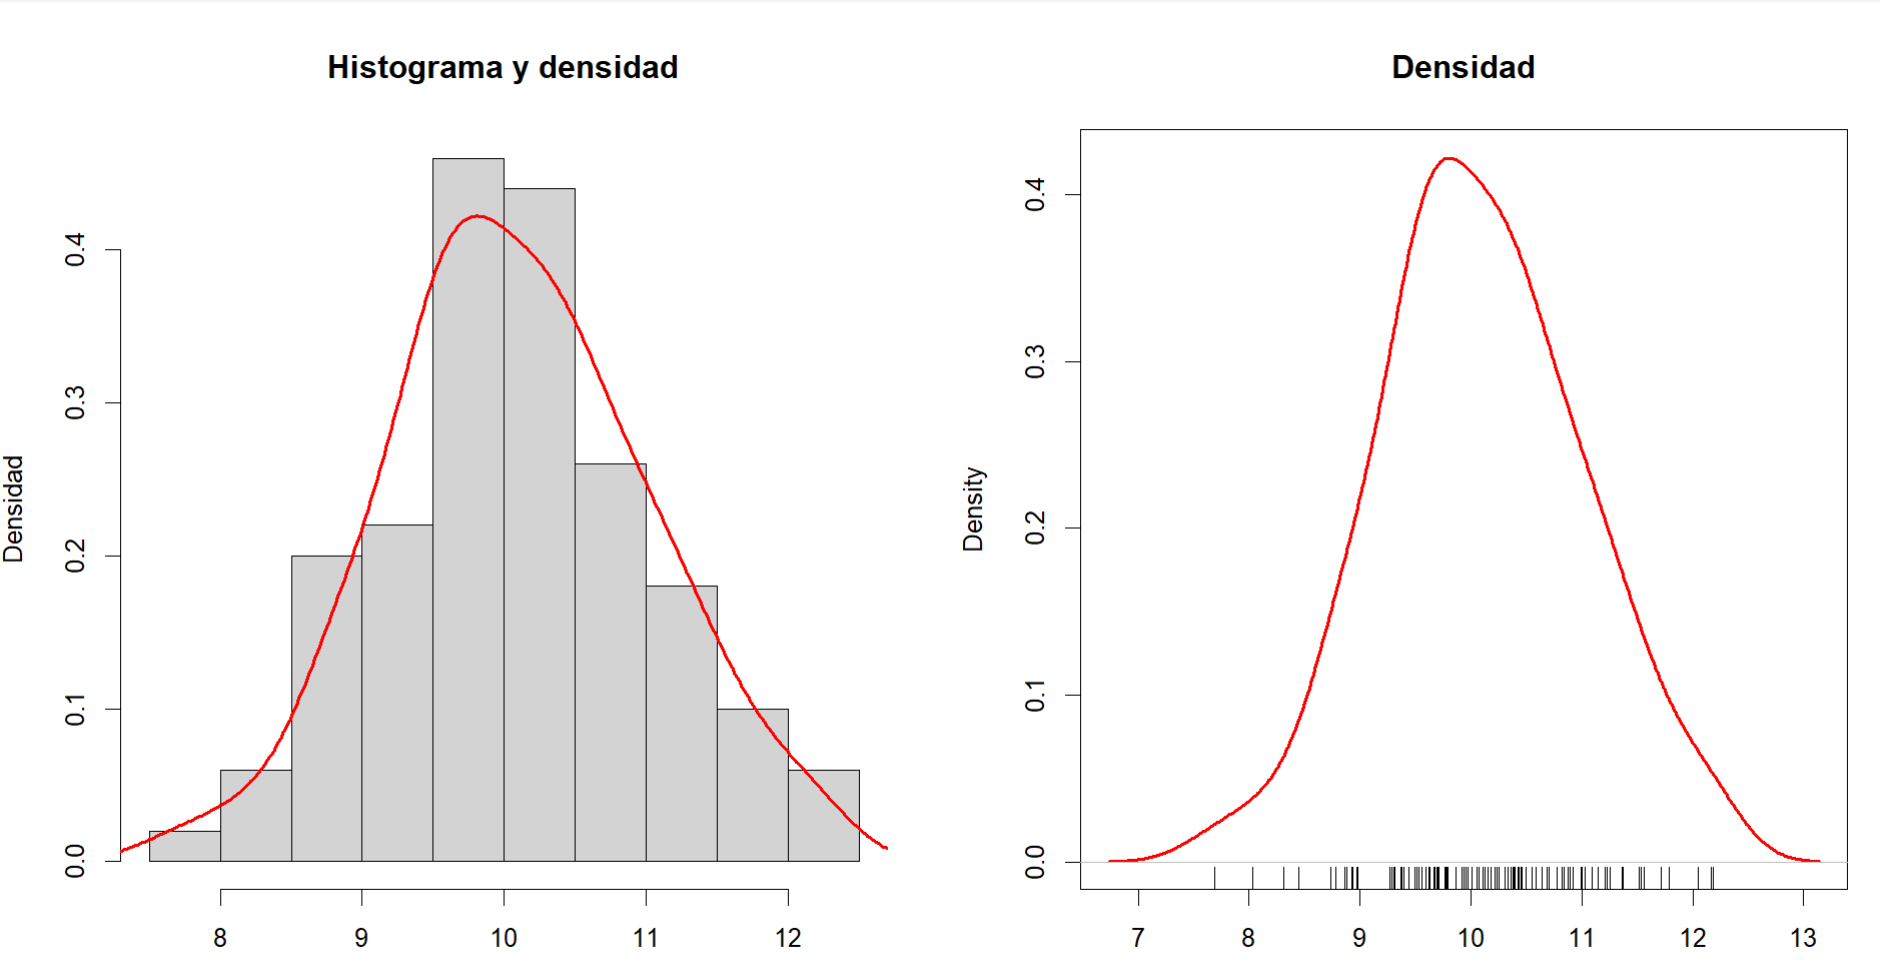 Histograma y densidad
Densidad
0.0 0.1 0.2 0.3 0.4
8 9 10 11 12
Densidad
Density
0.0 0.1 0.2 0.3 0.4
7 8 9 10 11 12 13